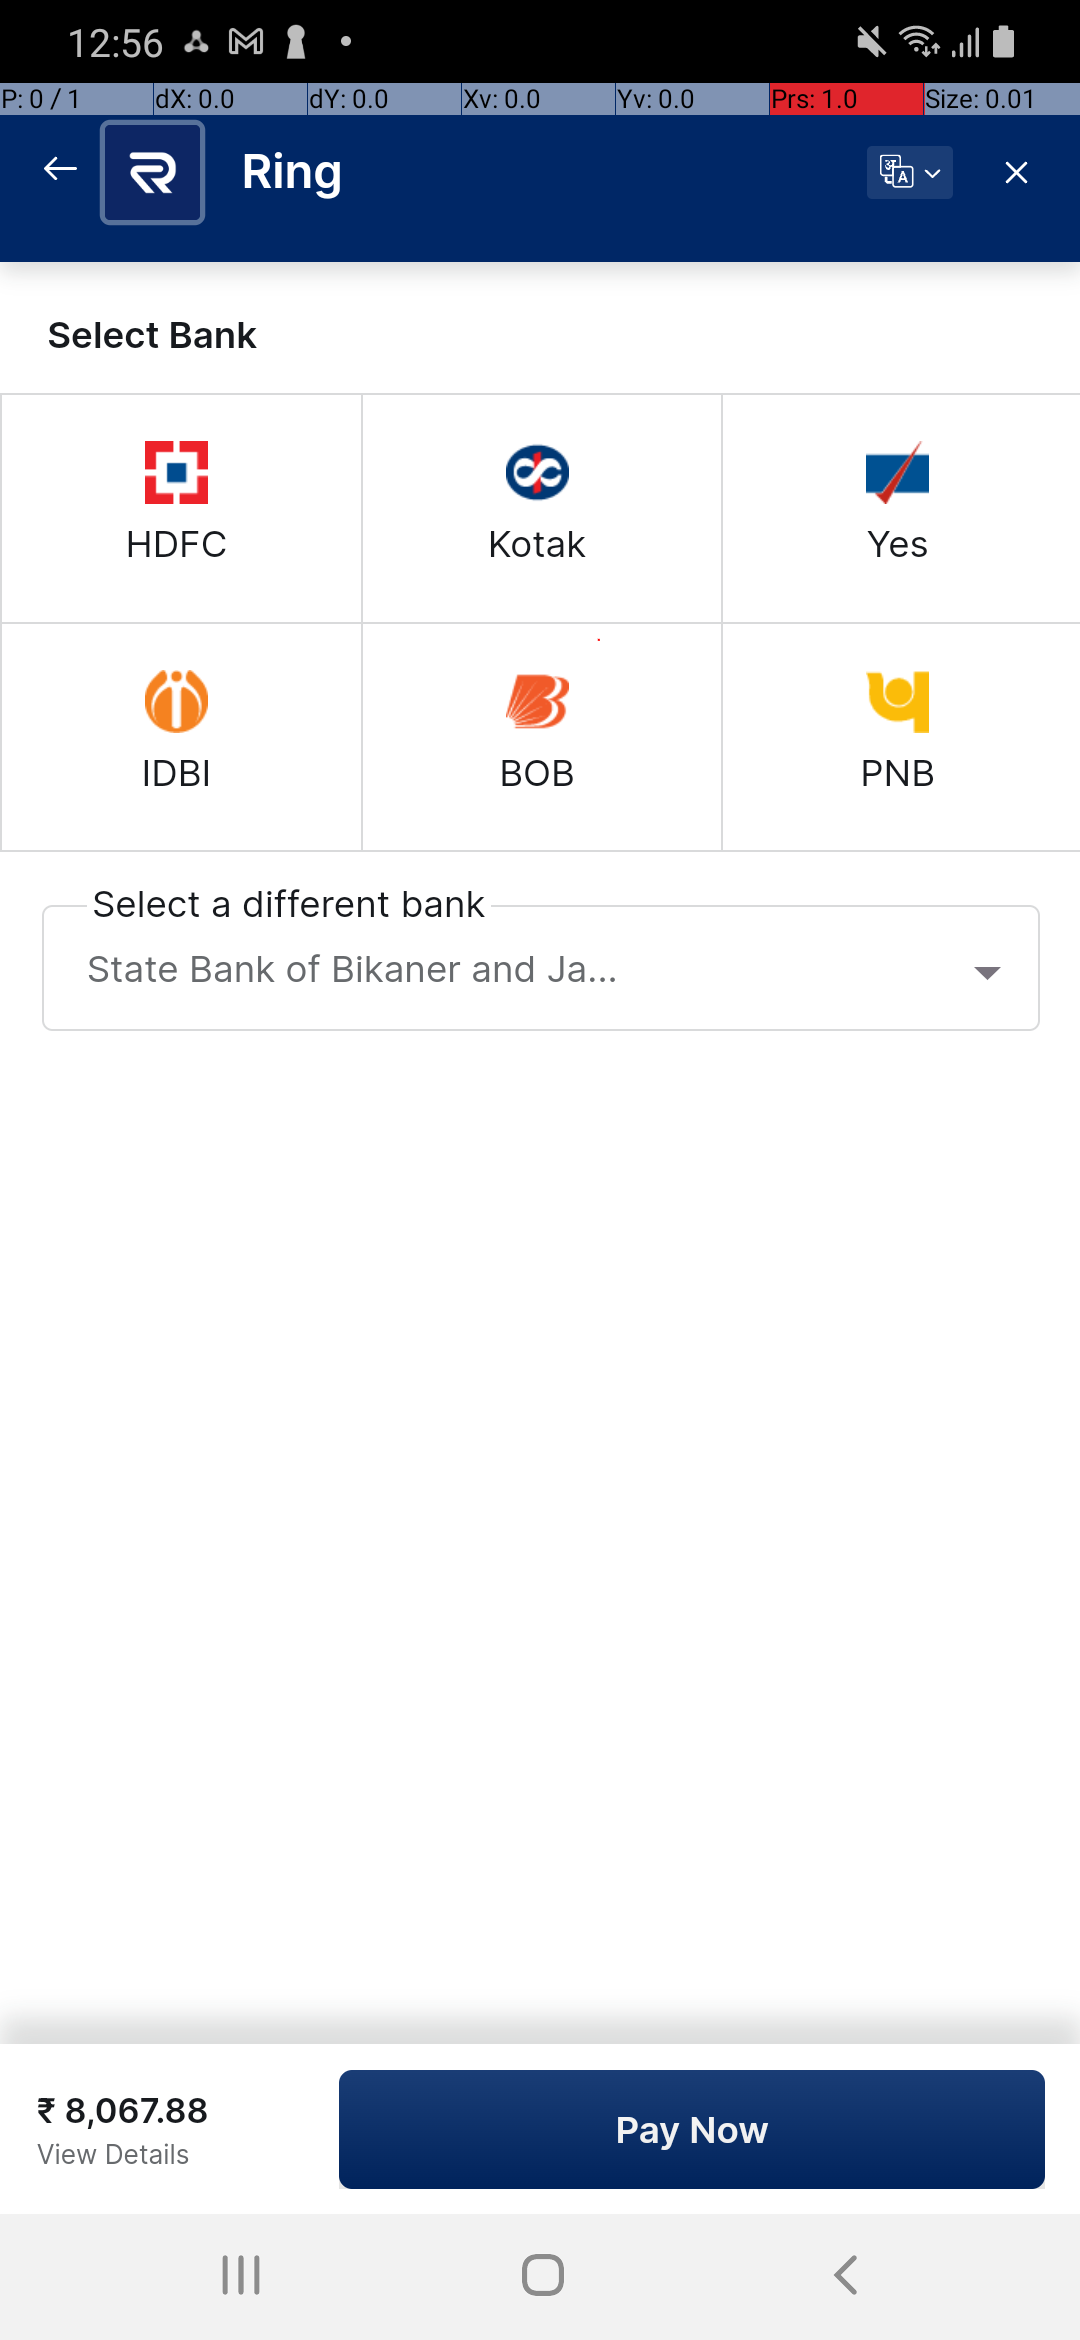 12:56
P: 0 / 1 dX: 0.0 dY: 0.0 Xv: 0.0 Yv: 0.0 Prs: 1.0 Size: 0.01
Ring
अ A
Select Bank
HDFC Kotak Yes
IDBI BOB PNB
Select a different bank
State Bank of Bikaner and Ja...
₹ 8,067.88
View Details
Pay Now